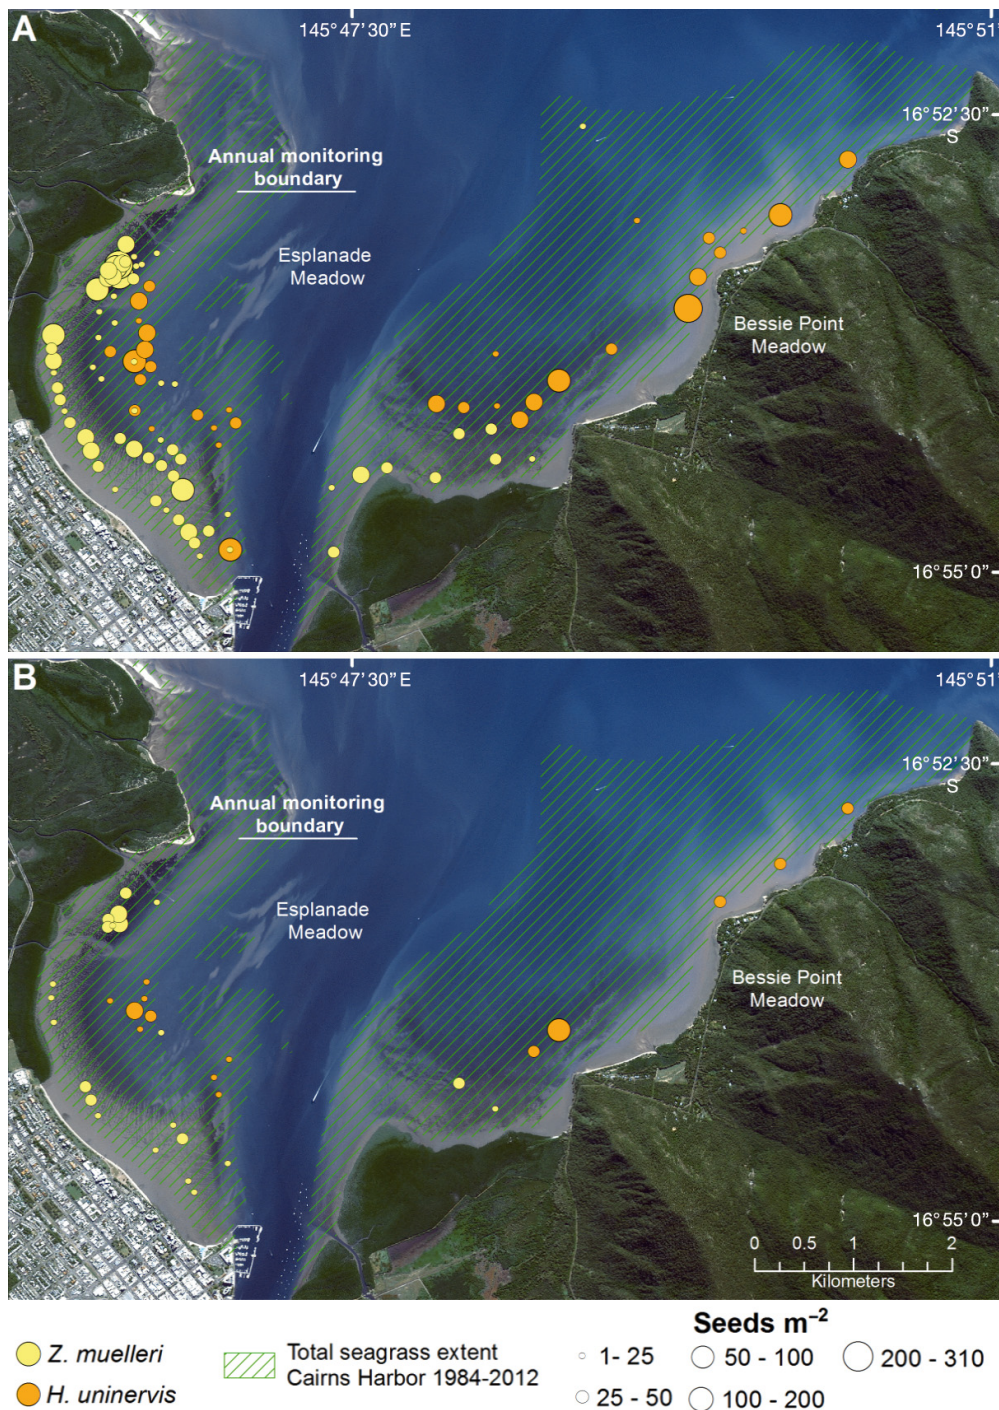 A
145°47'30" E
145°51'
16°52'30"
S
Annual monitoring
boundary
Esplanade
Meadow
Bessie Point
Meadow
16°55'0"
B
145°47'30" E
145°51'
16°52'30"
S
Annual monitoring
boundary
Esplanade
Meadow
Bessie Point
Meadow
16°55'0"
0 0.5 1 2
Kilometers
Z. muelleri
H. uninervis
Total seagrass extent
Cairns Harbor 1984-2012
Seeds m⁻²
1- 25
25 - 50
50 - 100
100 - 200
200 - 310